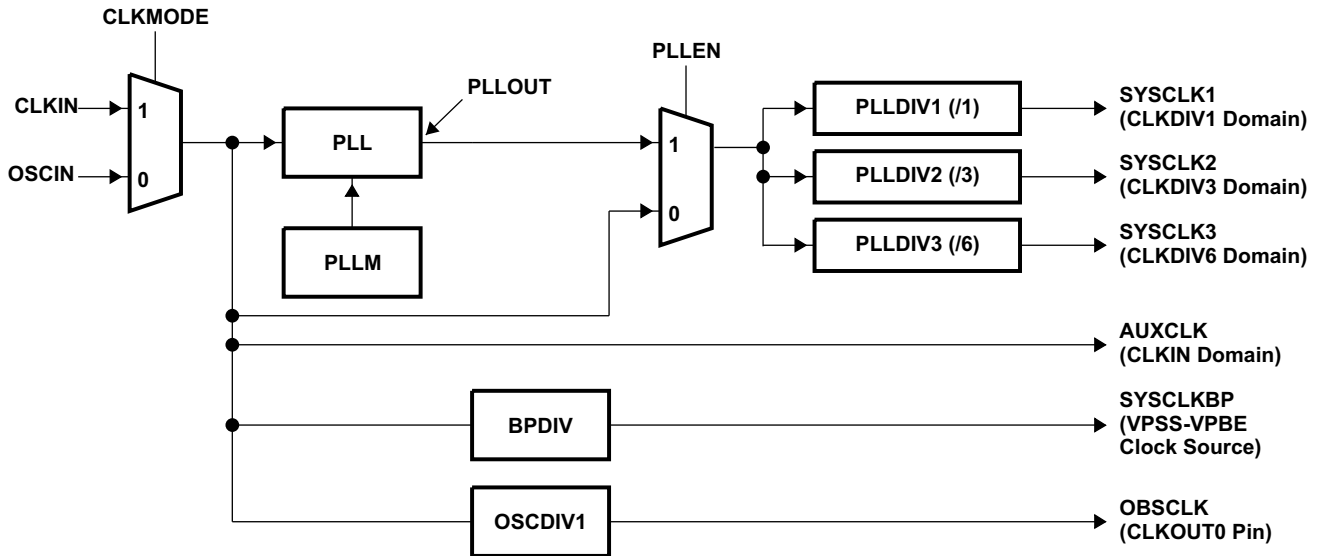 CLKMODE
CLKIN
1
OSCIN
0
PLL
PLLOUT
PLLM
PLLEN
1
0
PLLDIV1 (/1)
SYSCLK1
(CLKDIV1 Domain)
PLLDIV2 (/3)
SYSCLK2
(CLKDIV3 Domain)
PLLDIV3 (/6)
SYSCLK3
(CLKDIV6 Domain)
AUXCLK
(CLKIN Domain)
BPDIV
SYSCLKBP
(VPSS-VPBE
Clock Source)
OSCDIV1
OBSCLK
(CLKOUT0 Pin)